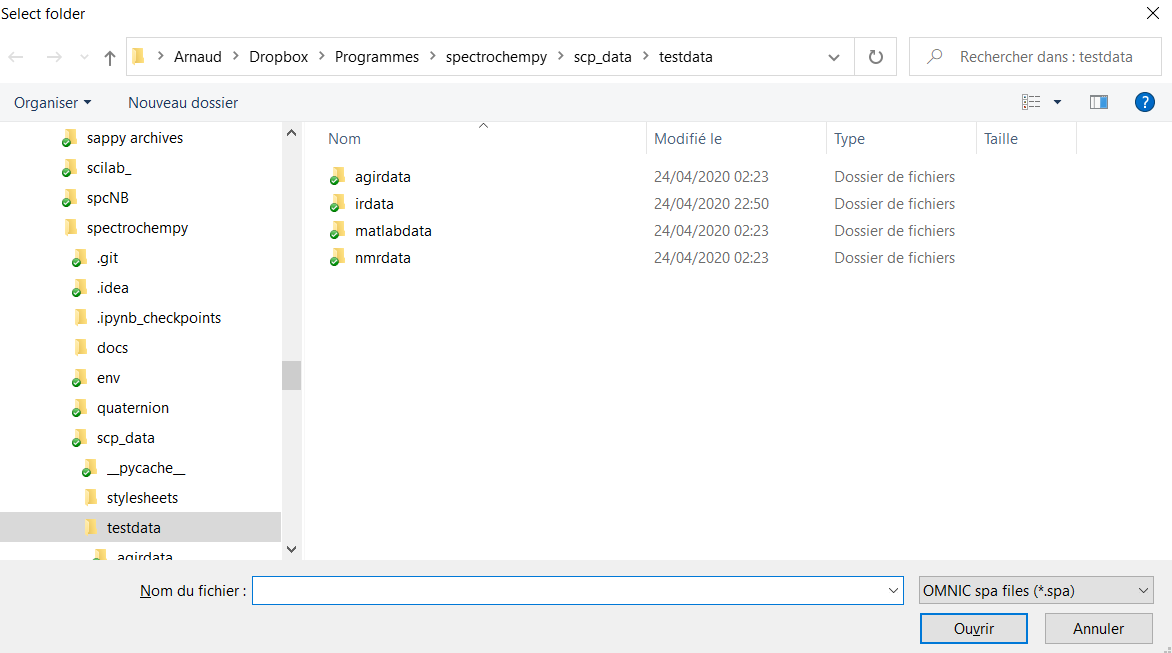 Select folder
Arnaud > Dropbox > Programmes > spectrochempy > scp_data > testdata
Rechercher dans : testdata
Organiser
Nouveau dossier
?
sappy archives
scilab_
spcNB
spectrochempy
.git
.idea
.ipynb_checkpoints
docs
env
quaternion
scp_data
__pycache__
stylesheets
testdata
agirdata
Nom Modifié le Type Taille
agirdata 24/04/2020 02:23 Dossier de fichiers
irdata 24/04/2020 22:50 Dossier de fichiers
matlabdata 24/04/2020 02:23 Dossier de fichiers
nmrdata 24/04/2020 02:23 Dossier de fichiers
Nom du fichier :
OMNIC spa files (*.spa)
Ouvrir
Annuler